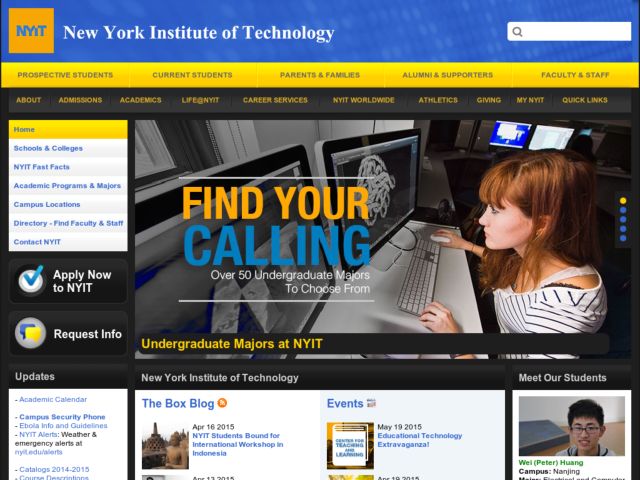 NYIT
New York Institute of Technology
PROSPECTIVE STUDENTS
CURRENT STUDENTS
PARENTS & FAMILIES
ALUMNI & SUPPORTERS
FACULTY & STAFF
ABOUT
ADMISSIONS
ACADEMICS
LIFE@NYIT
CAREER SERVICES
NYIT WORLDWIDE
ATHLETICS
GIVING
MY NYIT
QUICK LINKS
Home
Schools & Colleges
NYIT Fast Facts
Academic Programs & Majors
Campus Locations
Directory - Find Faculty & Staff
Contact NYIT
Apply Now
to NYIT
Request Info
FIND YOUR
CALLING
Over 50 Undergraduate Majors
To Choose From
Undergraduate Majors at NYIT
Updates
- Academic Calendar
- Campus Security Phone
- Ebola Info and Guidelines
- NYIT Alerts: Weather &
emergency alerts at
nyit.edu/alerts
- Catalogs 2014-2015
- Course Descriptions
New York Institute of Technology
The Box Blog
Apr 16 2015
NYIT Students Bound for
International Workshop in
Indonesia
Apr 13 2015
Events
CENTER FOR
TEACHING
AND
LEARNING
May 19 2015
Educational Technology
Extravaganza!
Apr 19 2015
Meet Our Students
Wei (Peter) Huang
Campus: Nanjing
Major: Electrical and Computer